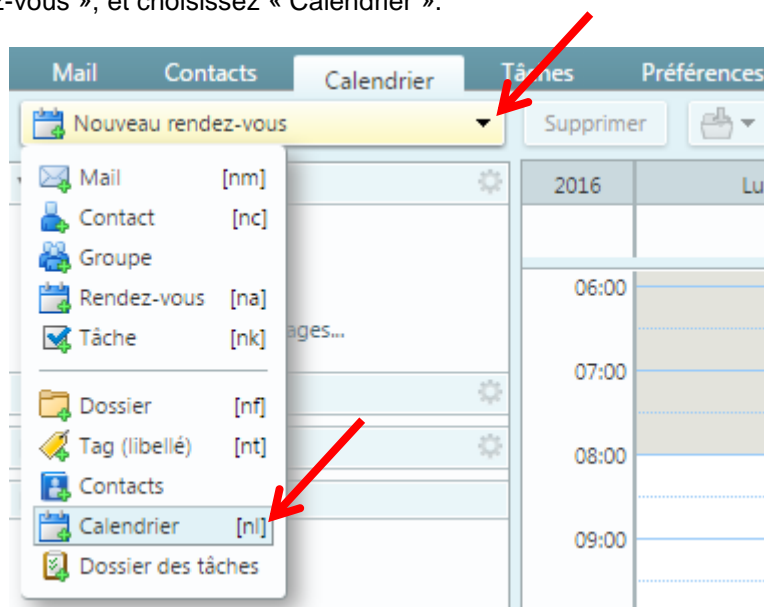 z-vous », et choisissez « Calendrier ».
Mail Contacts Calendrier Tâches Préférences
Nouveau rendez-vous Supprimer
Mail [nm]
2016 Lu
Contact [nc]
Groupe
Rendez-vous [na]
06:00
Tâche [nk]
ages...
07:00
Dossier [nf]
Tag (libellé) [nt]
08:00
Contacts
Calendrier [nl]
09:00
Dossier des tâches